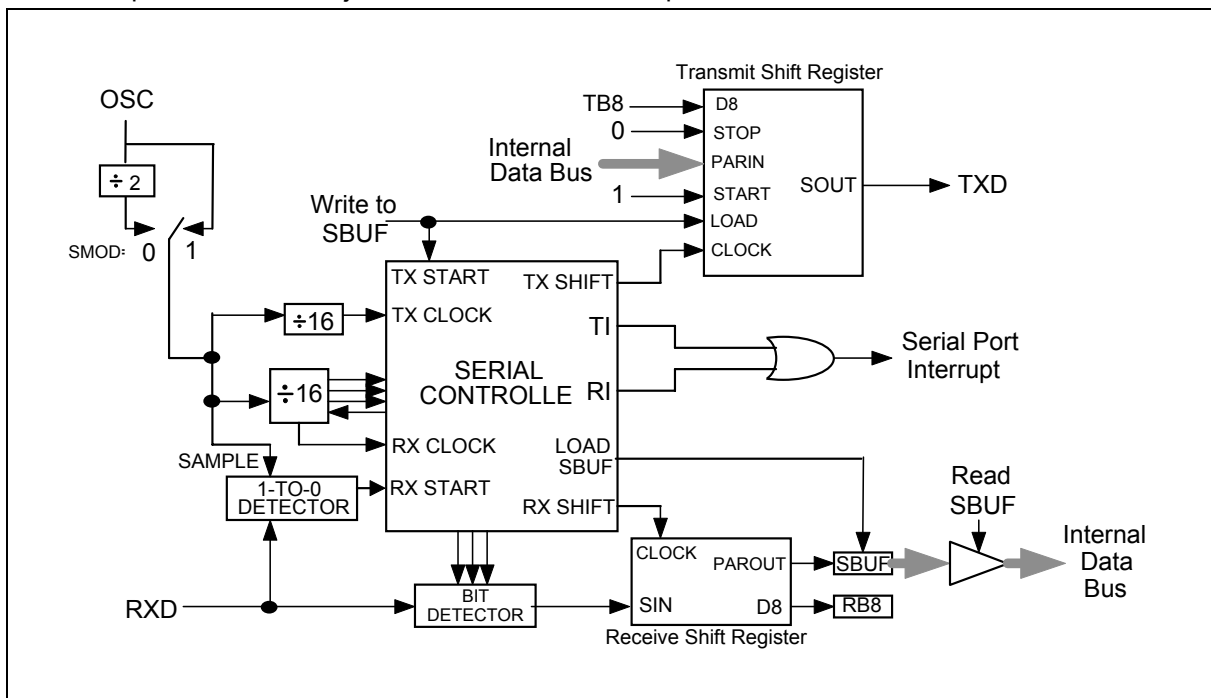 Transmit Shift Register
OSC
÷ 2
SMOD= 0 1
TB8
0
Internal
Data Bus
1
Write to
SBUF
D8
STOP
PARIN
START
LOAD
CLOCK
SOUT
TXD
TX START
TX SHIFT
÷16
TX CLOCK
TI
SERIAL
CONTROLLE
RI
Serial Port
Interrupt
÷16
RX CLOCK
LOAD
SBUF
SAMPLE
1-TO-0
DETECTOR
RX START
RX SHIFT
Read
SBUF
CLOCK
PAROUT
SBUF
Internal
Data
Bus
RXD
BIT
DETECTOR
SIN
D8
RB8
Receive Shift Register